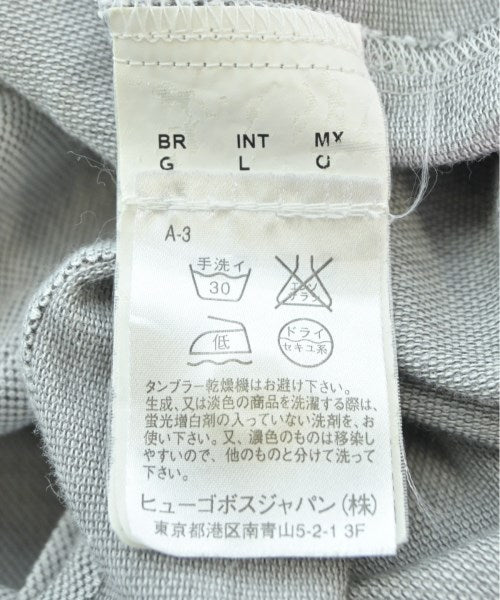 BR INT MX
G L
A-3
手洗イ
30
エンソ
サラシ
低
ドライ
セキユ系
タンブラー乾燥機はお避け下さい。
生成、又は淡色の商品を洗濯する際は、
蛍光増白剤の入っていない洗剤を、お
使い下さい。又、濃色のものは移染し
やすいので、他のものと分けて洗って
下さい。
ヒューゴボスジャパン(株)
東京都港区南青山5-2-1 3F